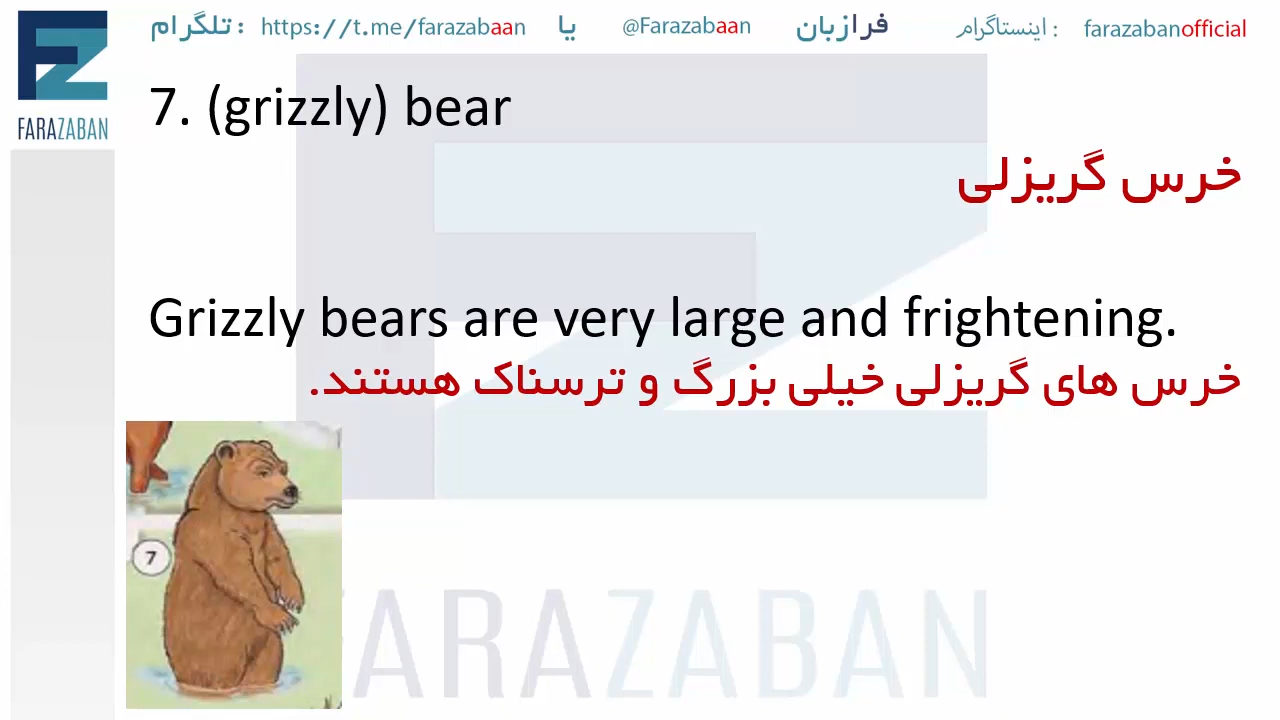 تلگرام : https://t.me/farazabaan یا @Farazabaan فرازبان اینستاگرام : farazabanofficial
FZ
FARAZABAN
7. (grizzly) bear
خرس گریزلی
Grizzly bears are very large and frightening.
خرس های گریزلی خیلی بزرگ و ترسناک هستند.
7
FARAZABAN